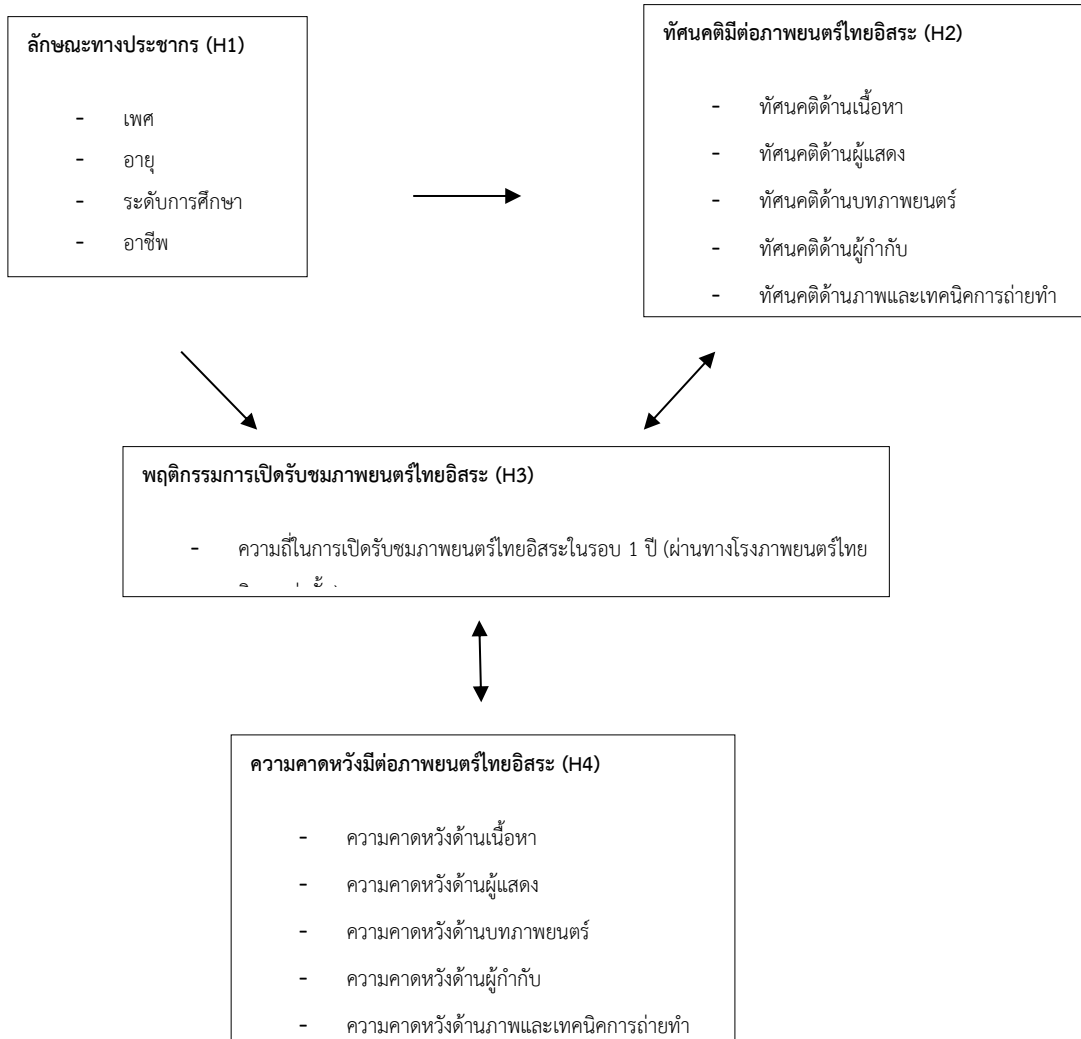 ลักษณะทางประชากร (H1)
- เพศ
- อายุ
- ระดับการศึกษา
- อาชีพ
ทัศนคติมีต่อภาพยนตร์ไทยอิสระ (H2)
- ทัศนคติด้านเนื้อหา
- ทัศนคติด้านผู้แสดง
- ทัศนคติด้านบทภาพยนตร์
- ทัศนคติด้านผู้กำกับ
- ทัศนคติด้านภาพและเทคนิคการถ่ายทำ
พฤติกรรมการเปิดรับชมภาพยนตร์ไทยอิสระ (H3)
- ความถี่ในการเปิดรับชมภาพยนตร์ไทยอิสระในรอบ 1 ปี (ผ่านทางโรงภาพยนตร์ไทย
ความคาดหวังมีต่อภาพยนตร์ไทยอิสระ (H4)
- ความคาดหวังด้านเนื้อหา
- ความคาดหวังด้านผู้แสดง
- ความคาดหวังด้านบทภาพยนตร์
- ความคาดหวังด้านผู้กำกับ
- ความคาดหวังด้านภาพและเทคนิคการถ่ายทำ